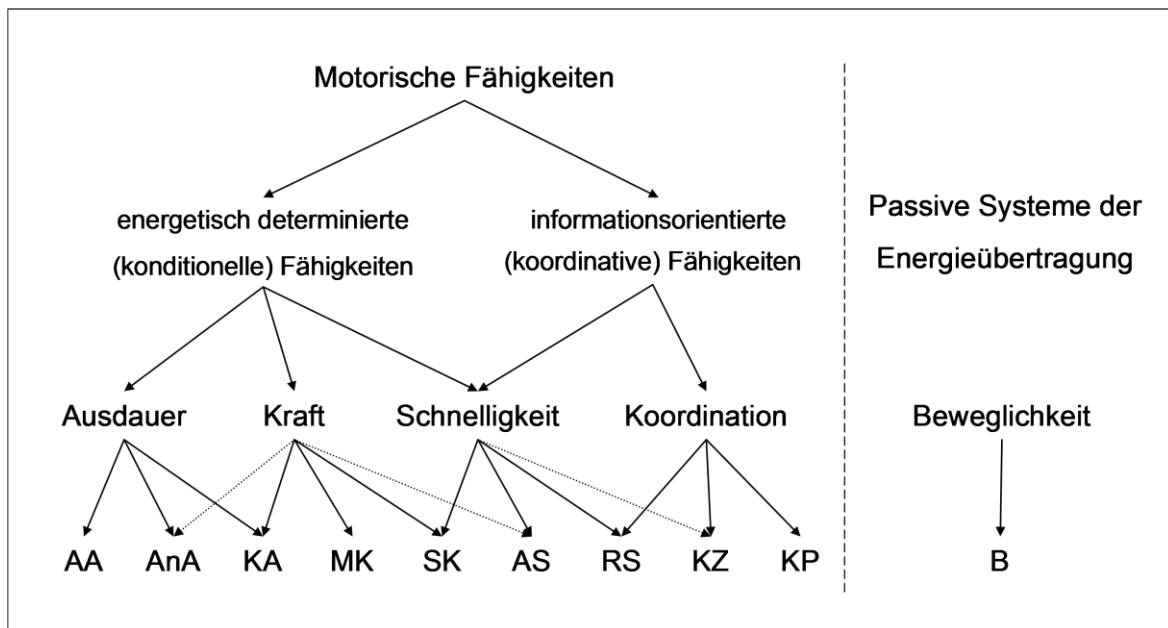 Motorische Fähigkeiten
energetisch determinierte
(konditionelle) Fähigkeiten
informationsorientierte
(koordinative) Fähigkeiten
Passive Systeme der
Energieübertragung
Ausdauer
Kraft
Schnelligkeit
Koordination
Beweglichkeit
AA
AnA
KA
MK
SK
AS
RS
KZ
KP
B